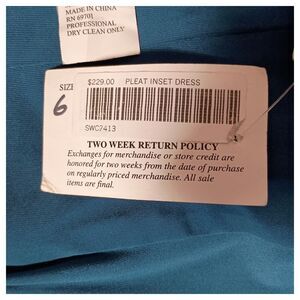 MADE IN CHINA
RN 69701
PROFESSIONAL
DRY CLEAN ONLY
SIZE
6
$229.00 PLEAT INSET DRESS
SWC7413
TWO WEEK RETURN POLICY
Exchanges for merchandise or store credit are
honored for two weeks from the date of purchase
on regularly priced merchandise. All sale
items are final.